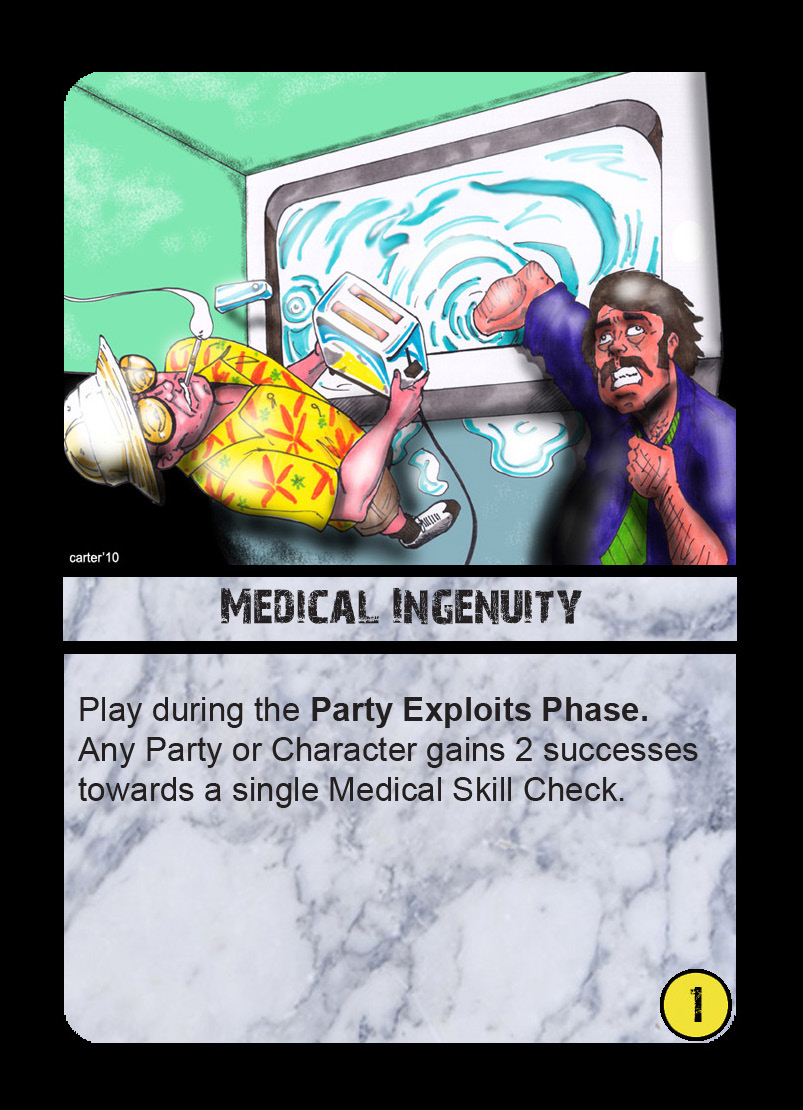 carter'10
MEDICAL INGENUITY
Play during the Party Exploits Phase.
Any Party or Character gains 2 successes
towards a single Medical Skill Check.
1